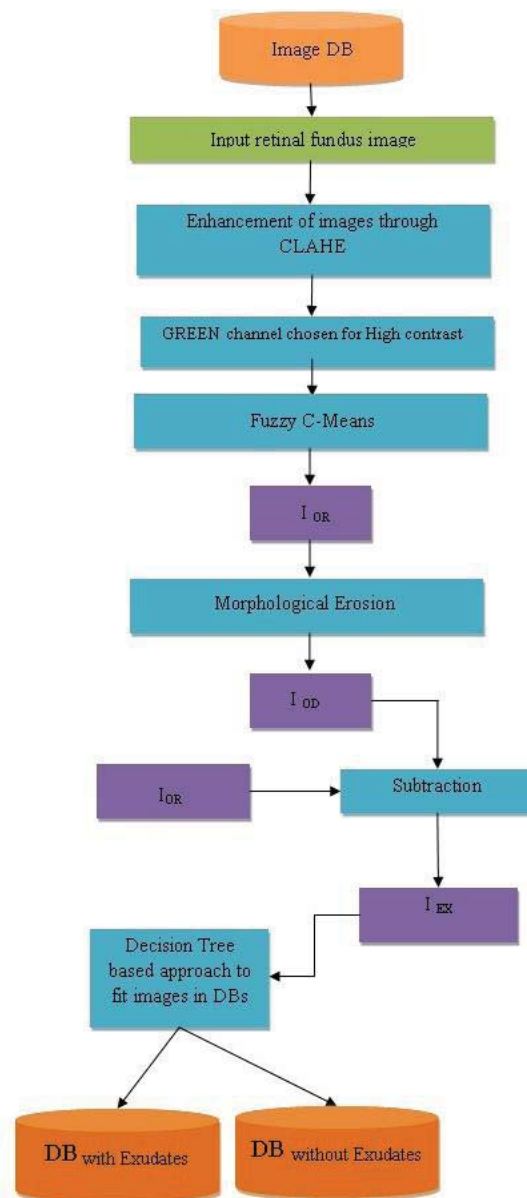 Image DB
Input retinal fundus image
Enhancement of images through
CLAHE
GREEN channel chosen for High contrast
Fuzzy C-Means
I OR
Morphological Erosion
I OD
I OR
Subtraction
I EX
Decision Tree
based approach to
fit images in DBs
DB with Exudates
DB without Exudates